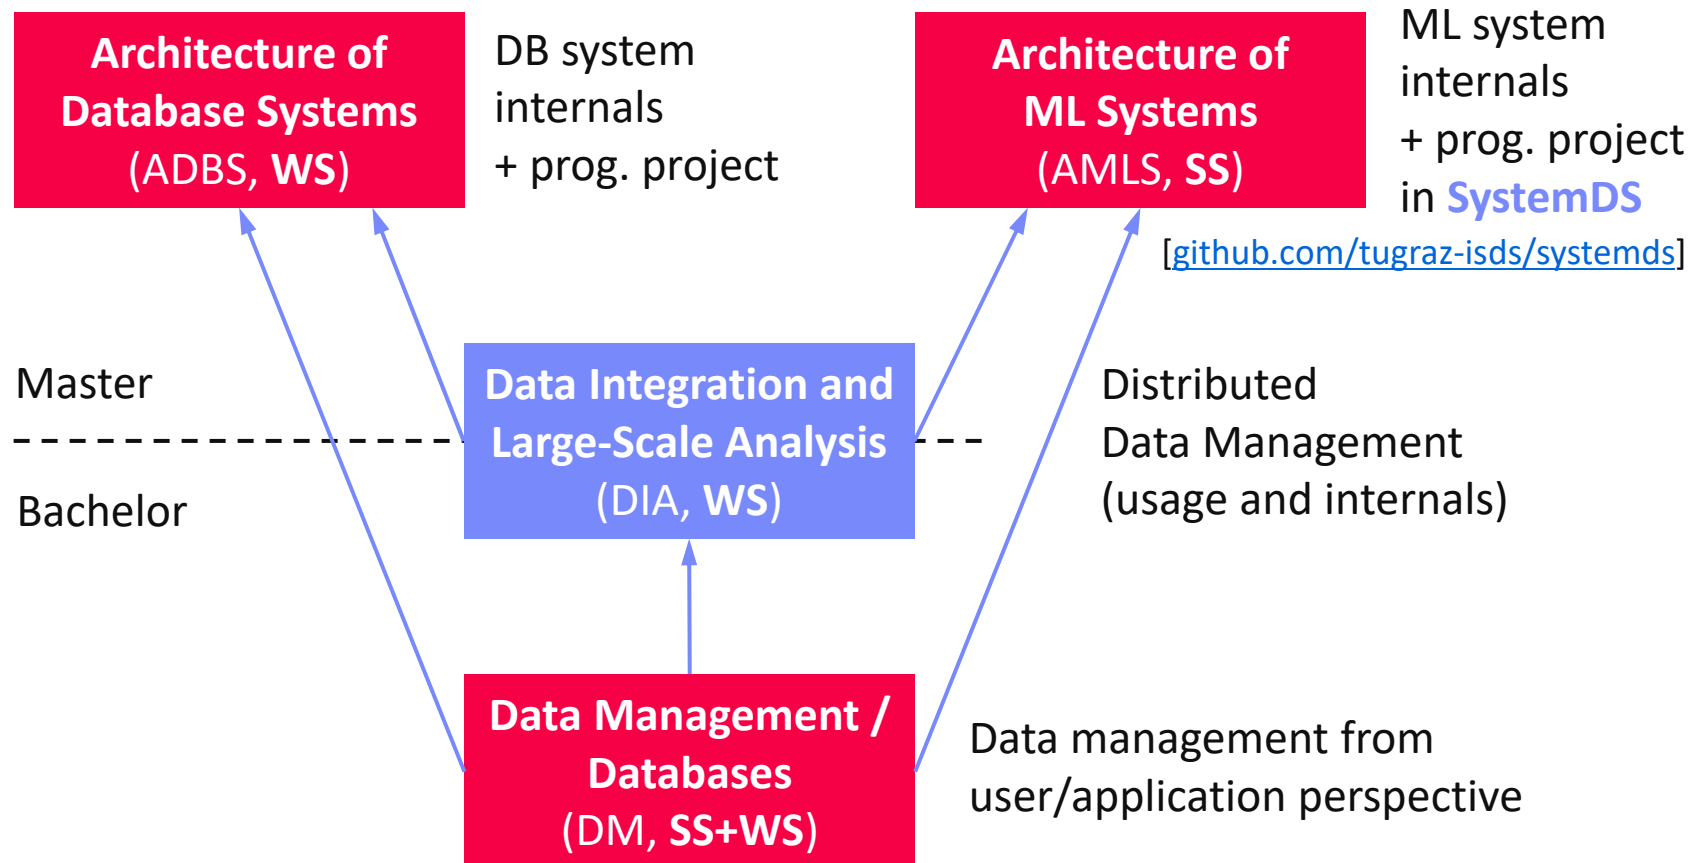 Architecture of
Database Systems
(ADBS, WS)
DB system
internals
+ prog. project
Architecture of
ML Systems
(AMLS, SS)
ML system
internals
+ prog. project
in SystemDS
[github.com/tugraz-isds/systemds]
Master
Bachelor
Data Integration and
Large-Scale Analysis
(DIA, WS)
Distributed
Data Management
(usage and internals)
Data Management /
Databases
(DM, SS+WS)
Data management from
user/application perspective